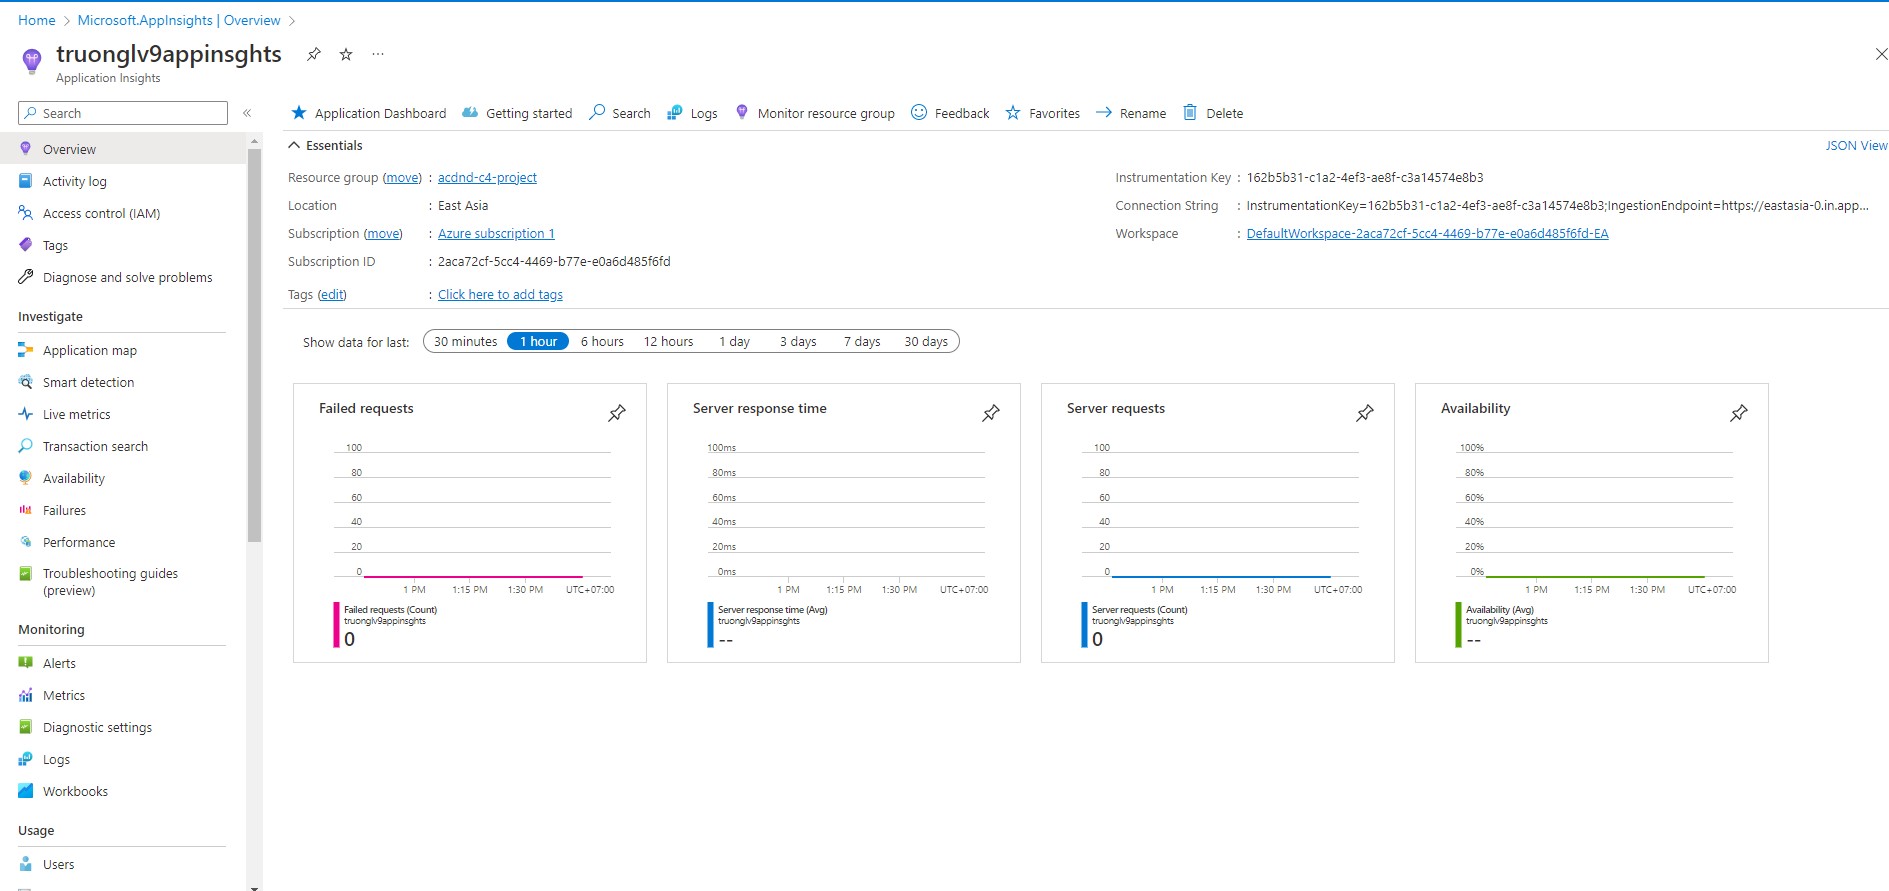 Home > Microsoft.AppInsights | Overview >
truonglv9appinsghts
Application Insights
Search
«
Application Dashboard Getting started Search Logs Monitor resource group Feedback Favorites Rename Delete
Overview
Activity log
Access control (IAM)
Tags
Diagnose and solve problems
Investigate
Application map
Smart detection
Live metrics
Transaction search
Availability
Failures
Performance
Troubleshooting guides
(preview)
Monitoring
Alerts
Metrics
Diagnostic settings
Logs
Workbooks
Usage
Users
Essentials
JSON View
Resource group (move) : acdnd-c4-project
Location : East Asia
Subscription (move) : Azure subscription 1
Subscription ID : 2aca72cf-5cc4-4469-b77e-e0a6d485f6fd
Tags (edit) : Click here to add tags
Instrumentation Key : 162b5b31-c1a2-4ef3-ae8f-c3a14574e8b3
Connection String : InstrumentationKey=162b5b31-c1a2-4ef3-ae8f-c3a14574e8b3;IngestionEndpoint=https://eastasia-0.in.app...
Workspace : DefaultWorkspace-2aca72cf-5cc4-4469-b77e-e0a6d485f6fd-EA
Show data for last: 30 minutes 1 hour 6 hours 12 hours 1 day 3 days 7 days 30 days
Failed requests
100
80
60
40
20
0
1 PM 1:15 PM 1:30 PM UTC+07:00
Failed requests (Count)
truonglv9appinsghts
0
Server response time
100ms
80ms
60ms
40ms
20ms
0ms
1 PM 1:15 PM 1:30 PM UTC+07:00
Server response time (Avg)
truonglv9appinsghts
--
Server requests
100
80
60
40
20
0
1 PM 1:15 PM 1:30 PM UTC+07:00
Server requests (Count)
truonglv9appinsghts
0
Availability
100%
80%
60%
40%
20%
0%
1 PM 1:15 PM 1:30 PM UTC+07:00
Availability (Avg)
truonglv9appinsghts
--